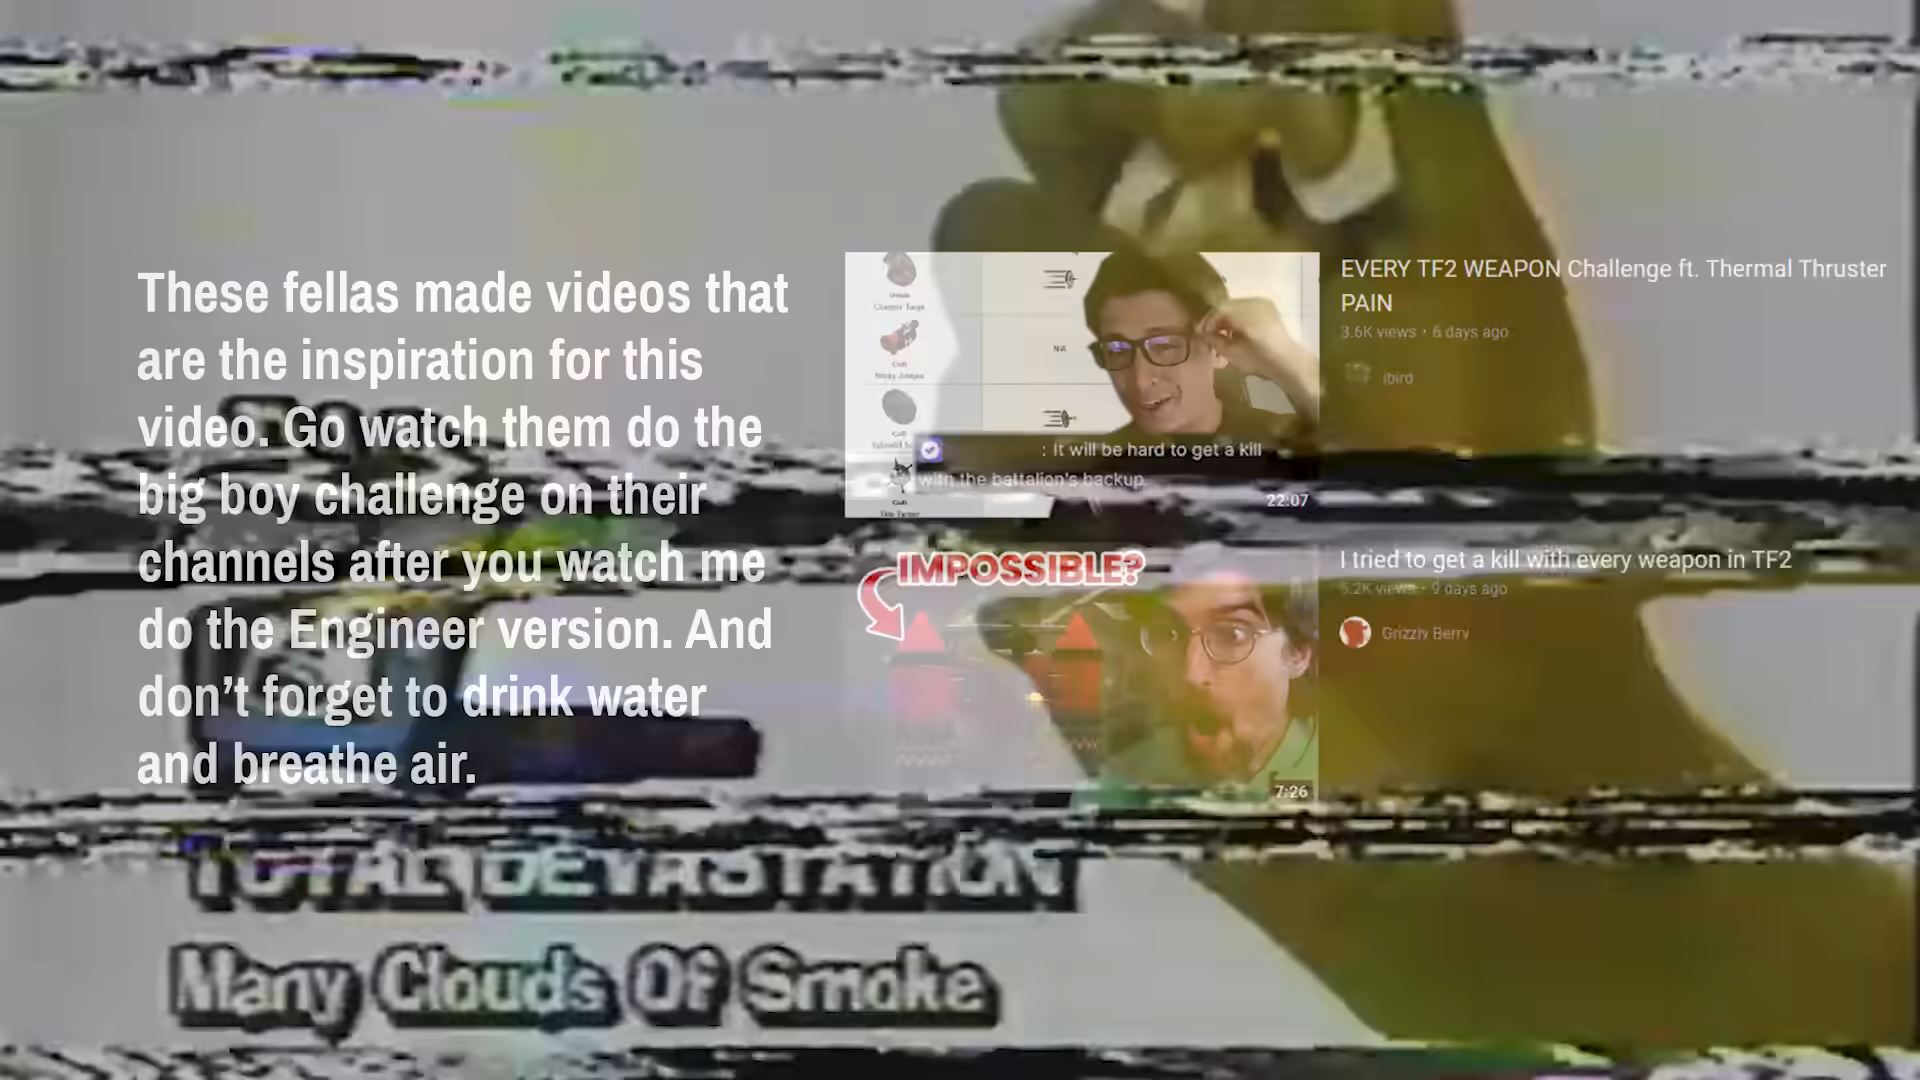 These fellas made videos that
are the inspiration for this
video. Go watch them do the
big boy challenge on their
channels after you watch me
do the Engineer version. And
don't forget to drink water
and breathe air.
N/A
: It will be hard to get a kill
with the battalion's backup.
22:07
EVERY TF2 WEAPON Challenge ft. Thermal Thruster
PAIN
3.6K views • 6 days ago
ibird
IMPOSSIBLE?
7:26
I tried to get a kill with every weapon in TF2
5.2K views • 9 days ago
Grizzly Berry
TOTAL DEVASTATION
Many Clouds Of Smoke